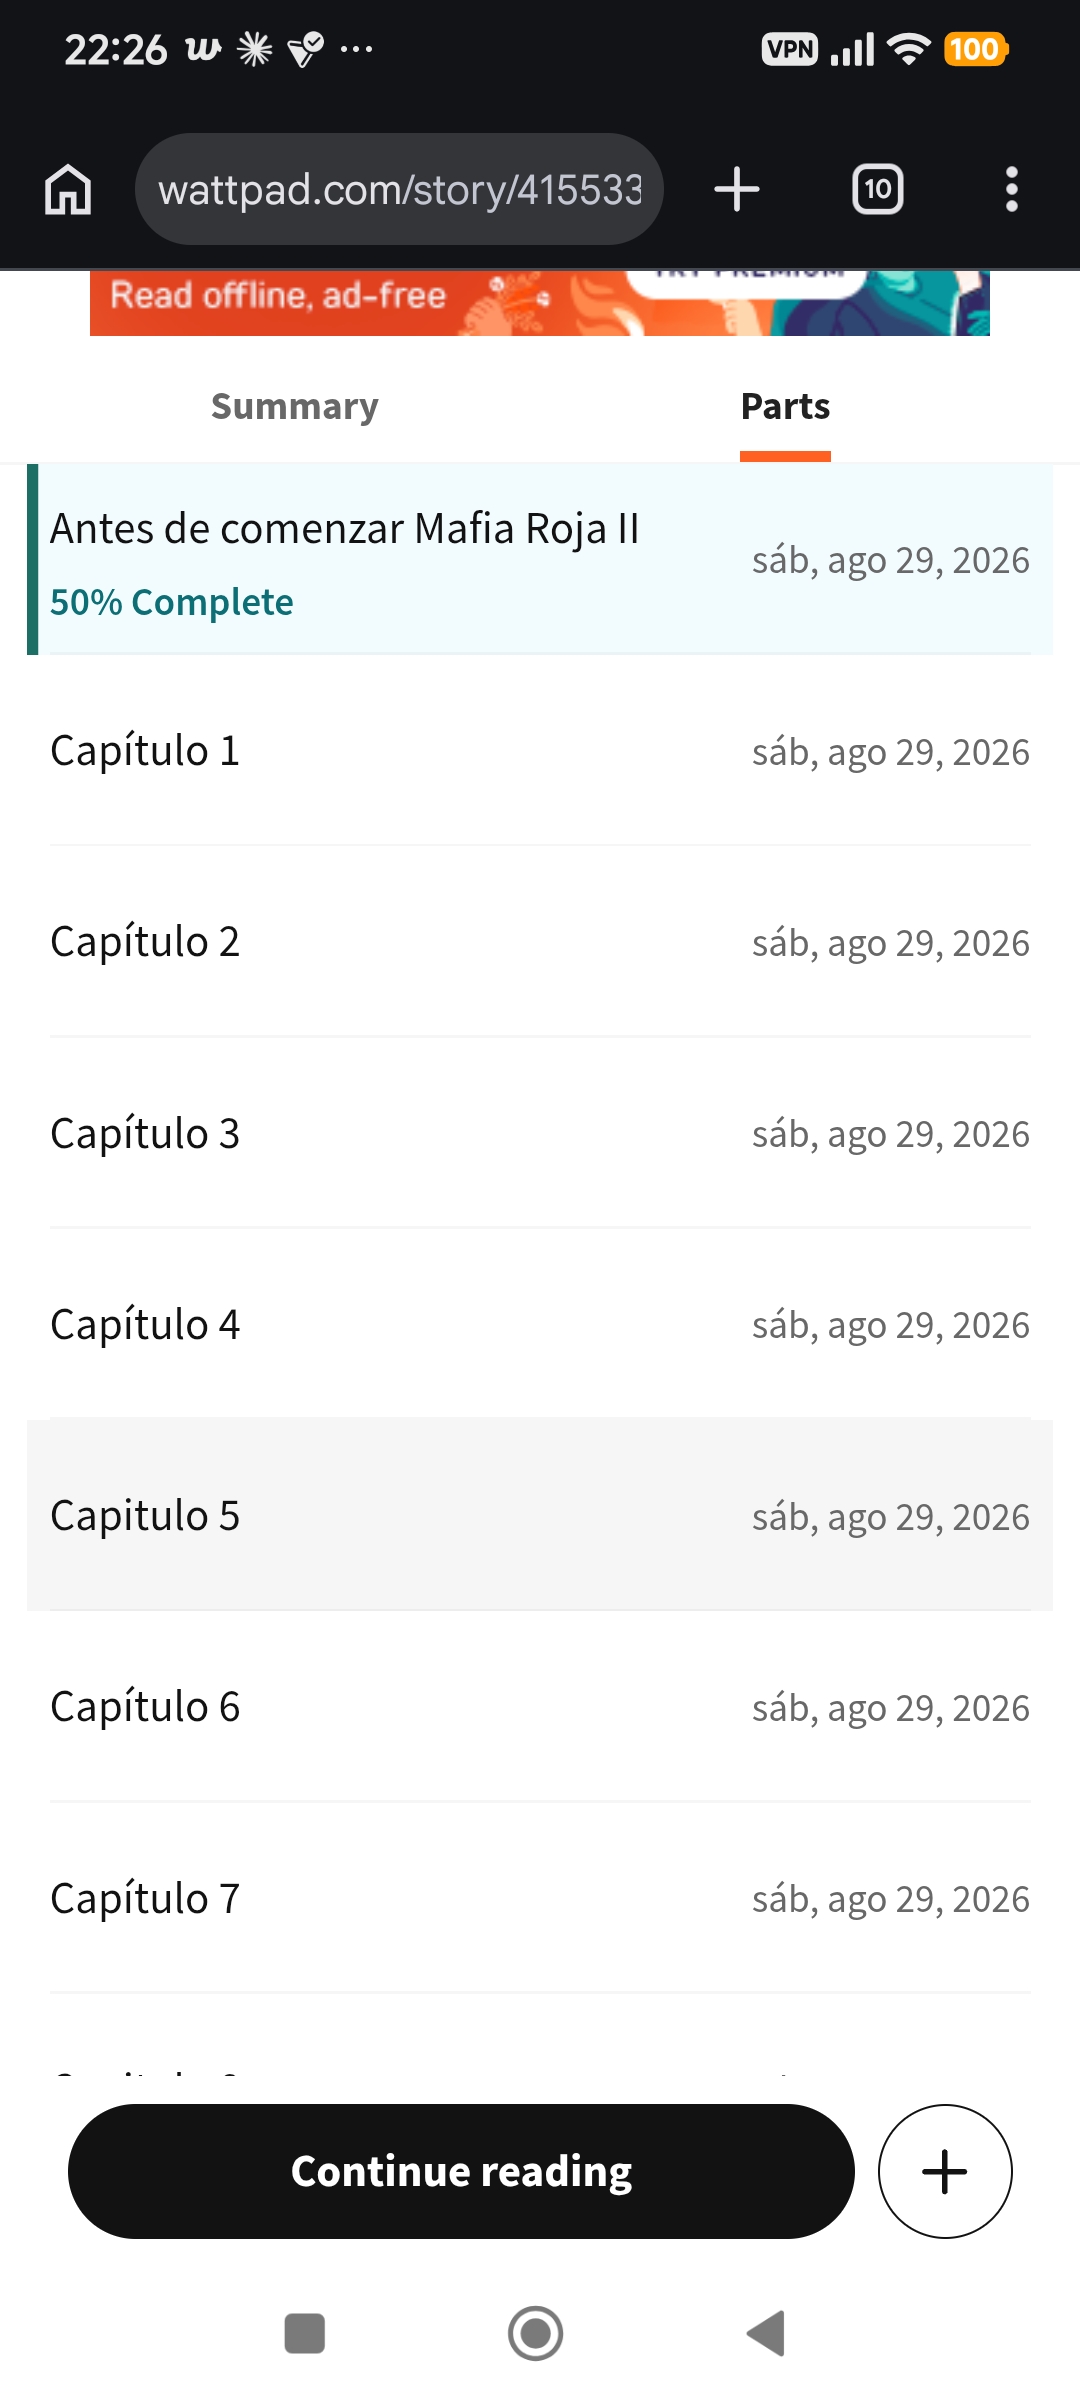 22:26
VPN
100
wattpad.com/story/415533
10
TRY PREMIUM
Read offline, ad-free
Summary
Parts
Antes de comenzar Mafia Roja II
sáb, ago 29, 2026
50% Complete
Capítulo 1
sáb, ago 29, 2026
Capítulo 2
sáb, ago 29, 2026
Capítulo 3
sáb, ago 29, 2026
Capítulo 4
sáb, ago 29, 2026
Capitulo 5
sáb, ago 29, 2026
Capítulo 6
sáb, ago 29, 2026
Capítulo 7
sáb, ago 29, 2026
Continue reading